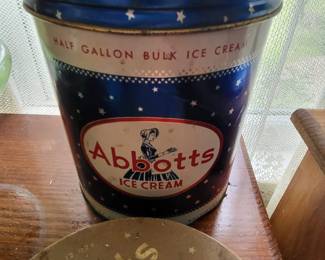 HALF GALLON BULK ICE CREAM
Abbotts
ICE CREAM